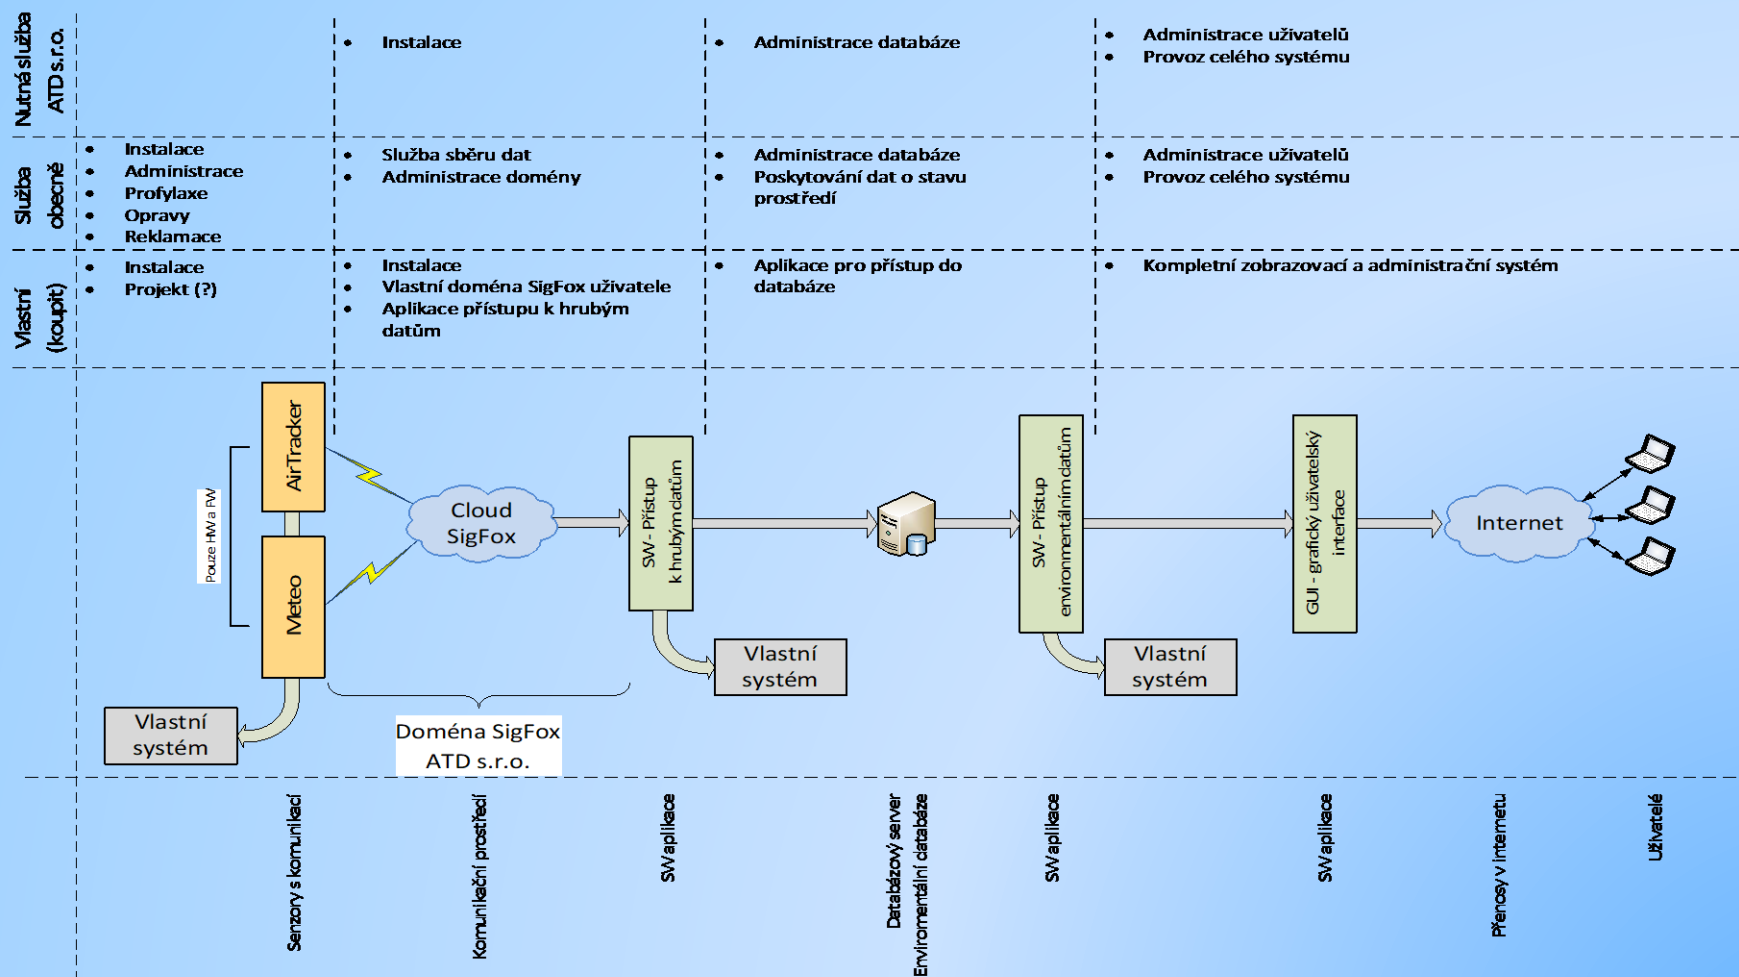 Nutná služba
ATD s.r.o.
• Instalace
• Administrace databáze
• Administrace uživatelů
• Provoz celého systému
Služba
obecně
• Instalace
• Administrace
• Profylaxe
• Opravy
• Reklamace
• Služba sběru dat
• Administrace domény
• Administrace databáze
• Poskytování dat o stavu
prostředí
• Administrace uživatelů
• Provoz celého systému
Vlastní
(koupit)
• Instalace
• Projekt (?)
• Instalace
• Vlastní doména SigFox uživatele
• Aplikace přístupu k hrubým
datům
• Aplikace pro přístup do
databáze
• Kompletní zobrazovací a administrační systém
Pouze HW a FW
AirTracker
Meteo
Vlastní
systém
Cloud
SigFox
Doména SigFox
ATD s.r.o.
SW - Přístup
k hrubým datům
Vlastní
systém
SW - Přístup
environmentálním datům
Vlastní
systém
GUI - grafický uživatelský
interface
Internet
Senzory s komunikací
Komunikační prostředí
SW aplikace
Databázový server
Enviromentální databáze
SW aplikace
SW aplikace
Přenosy v internetu
Uživatelé